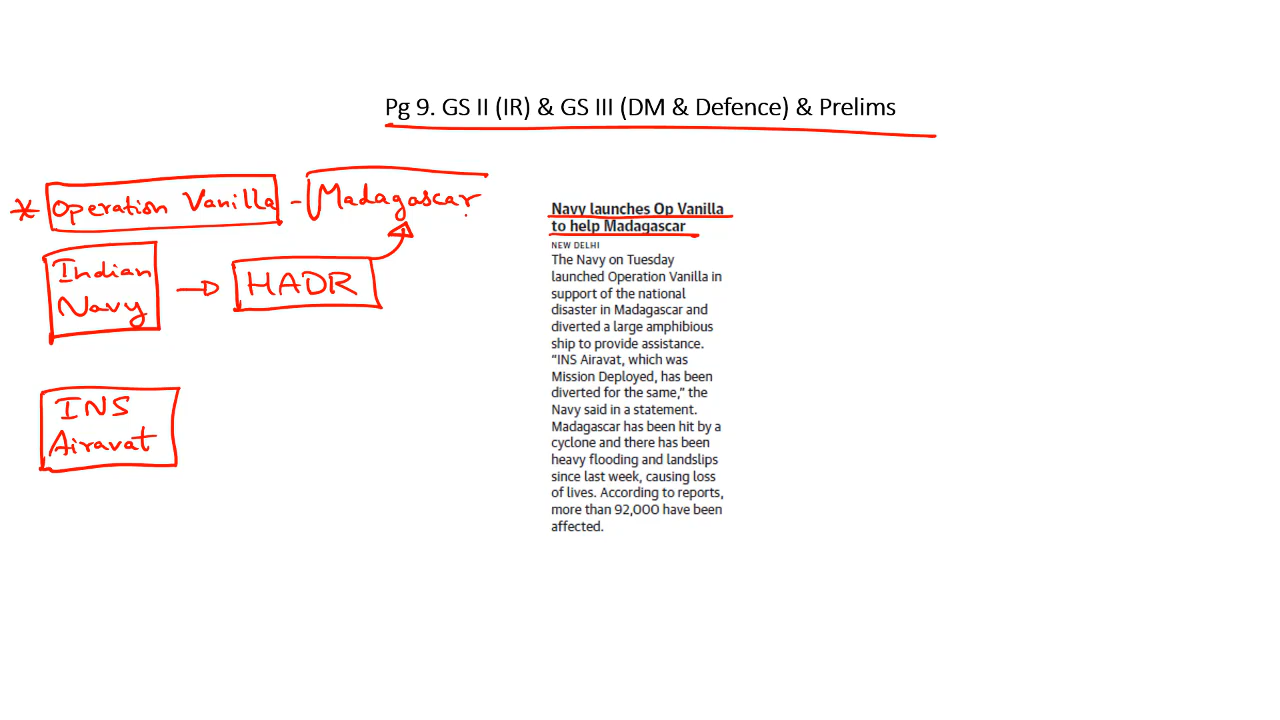 Pg 9. GS II (IR) & GS III (DM & Defence) & Prelims
* Operation Vanilla - Madagascar
Indian
Navy
HADR
INS
Airavat
Navy launches Op Vanilla
to help Madagascar
NEW DELHI
The Navy on Tuesday
launched Operation Vanilla in
support of the national
disaster in Madagascar and
diverted a large amphibious
ship to provide assistance.
“INS Airavat, which was
Mission Deployed, has been
diverted for the same,” the
Navy said in a statement.
Madagascar has been hit by a
cyclone and there has been
heavy flooding and landslips
since last week, causing loss
of lives. According to reports,
more than 92,000 have been
affected.